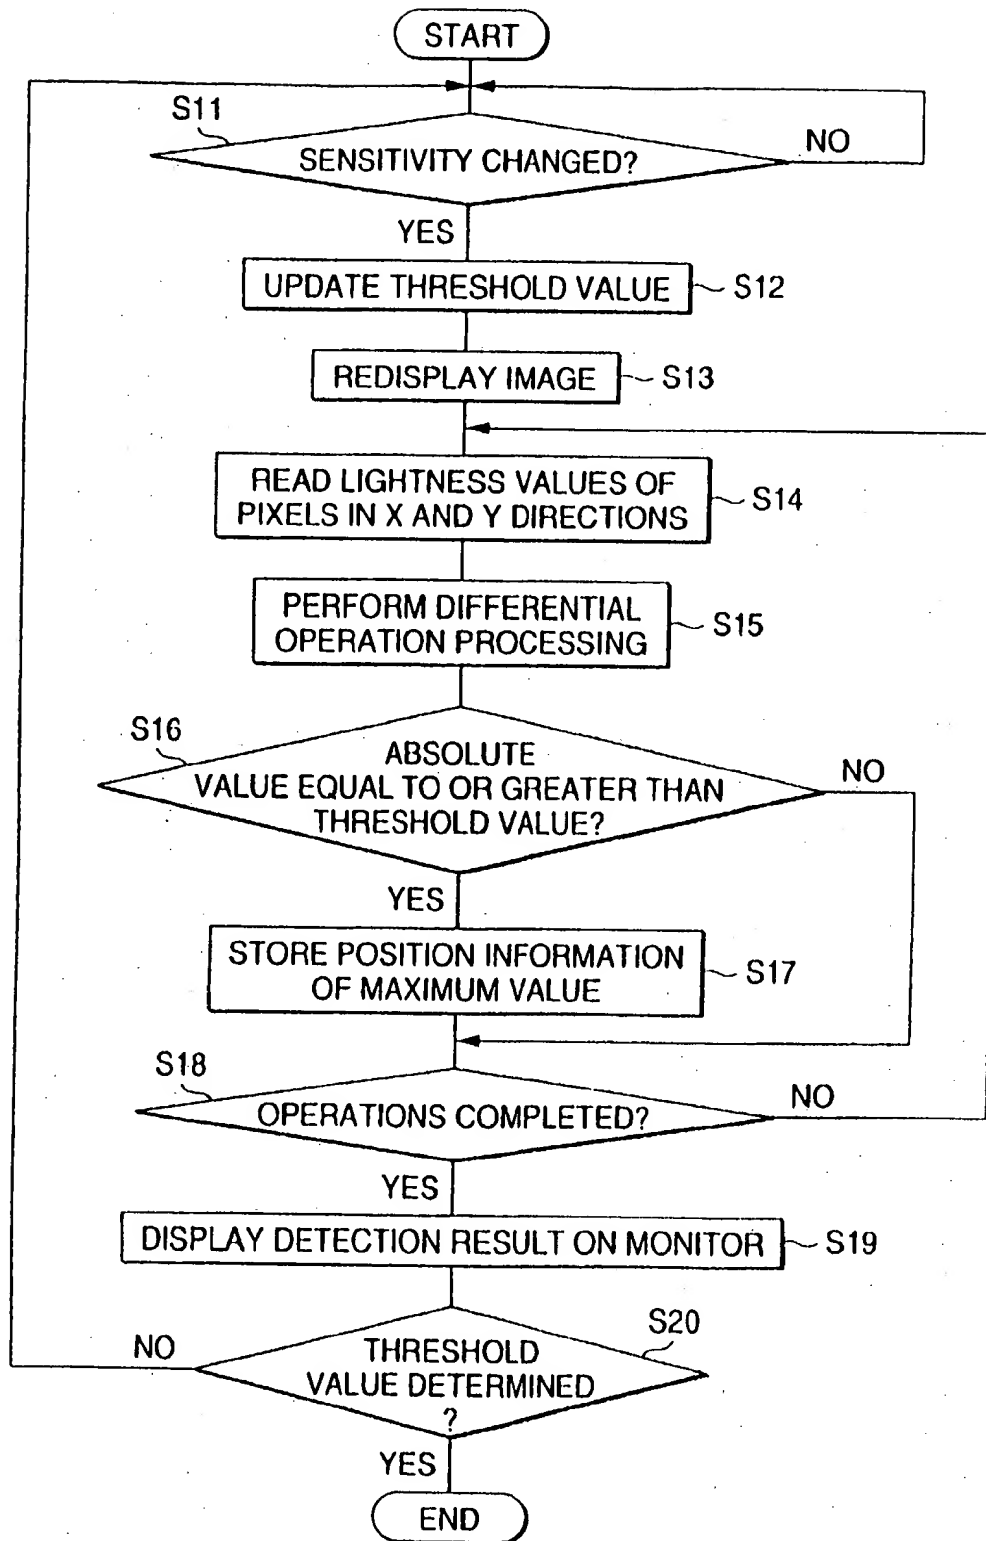 START
S11
SENSITIVITY CHANGED?
NO
YES
UPDATE THRESHOLD VALUE
S12
REDISPLAY IMAGE
S13
READ LIGHTNESS VALUES OF
PIXELS IN X AND Y DIRECTIONS
S14
PERFORM DIFFERENTIAL
OPERATION PROCESSING
S15
S16
ABSOLUTE
VALUE EQUAL TO OR GREATER THAN
THRESHOLD VALUE?
NO
YES
STORE POSITION INFORMATION
OF MAXIMUM VALUE
S17
S18
OPERATIONS COMPLETED?
NO
YES
DISPLAY DETECTION RESULT ON MONITOR
S19
S20
NO
THRESHOLD
VALUE DETERMINED
?
YES
END